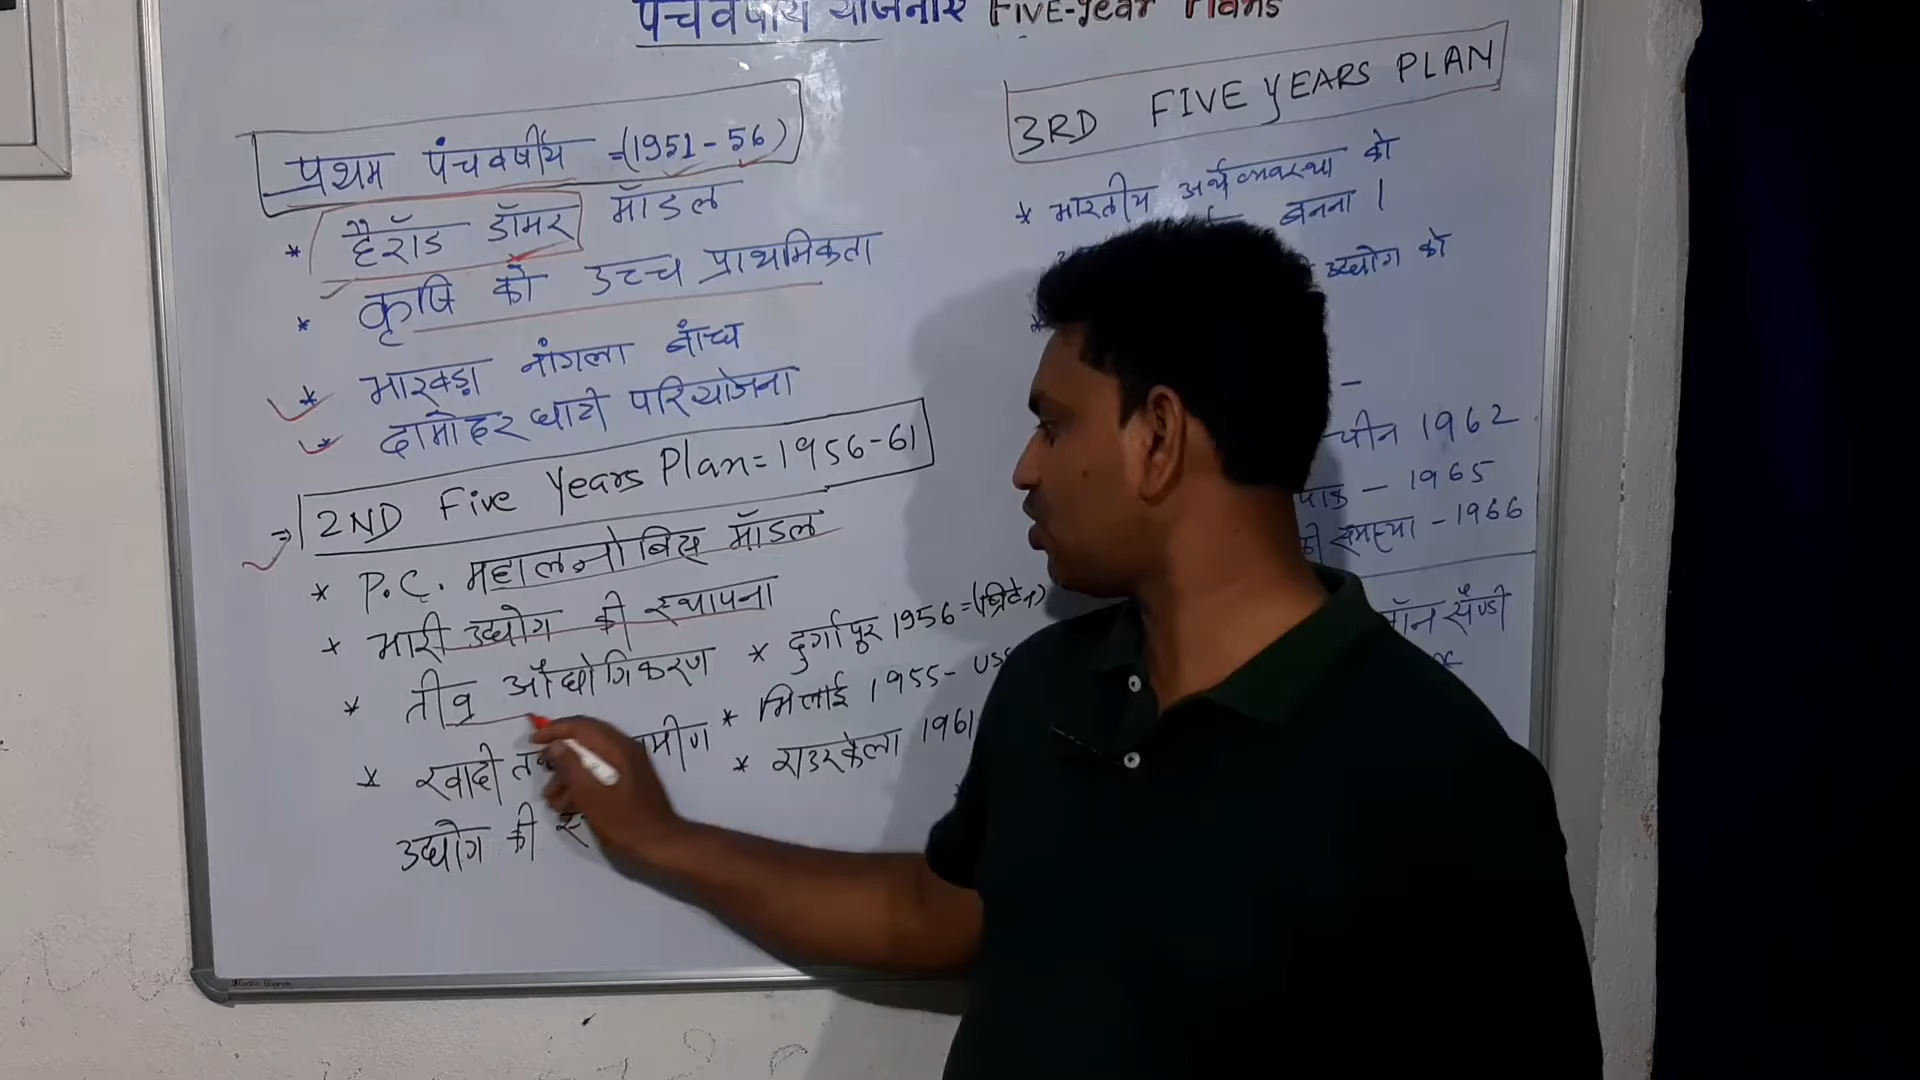 पंचवर्षीय योजनाएं FIVE-year Plans
प्रथम पंचवर्षीय =(1951-56)
* हैरॉड डॉमर मॉडल
* कृषि को उच्च प्राथमिकता
* भाखड़ा नांगला बाँध
* दामोदर घाटी परियोजना
2ND Five Years Plan=1956-61
* P.C. महालनोबिस मॉडल
* भारी उद्योग की स्थापना
* तीव्र औद्योगिकरण
* खादी
उद्योग की
* दुर्गापुर 1956=(ब्रिटेन)
* भिलाई 1955-
* राउरकेला 1961
3RD FIVE YEARS PLAN
* भारतीय अर्थव्यवस्था को
बनना।
उद्योग को
*
चीन 1962
पाक - 1965
की समस्या - 1966
जॉन सैण्डी